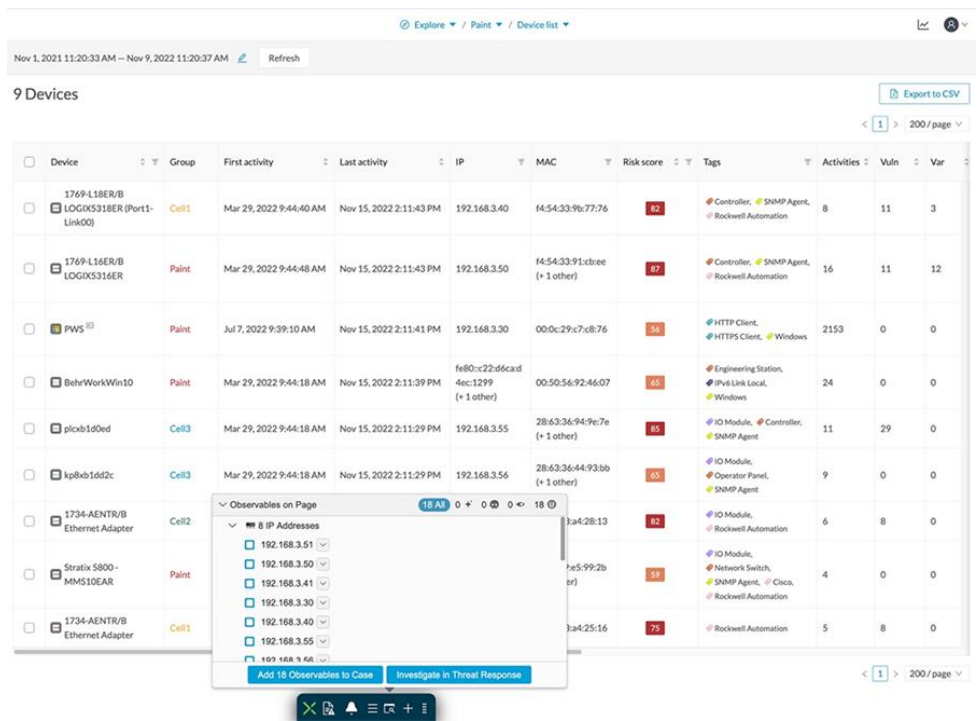 Explore / Paint / Device list
Nov 1, 2021 11:20:33 AM — Nov 9, 2022 11:20:37 AM Refresh
9 Devices
Export to CSV
< 1 > 200 / page
Device Group First activity Last activity IP MAC Risk score Tags Activities Vuln Var
1769-L18ER/B LOGIX5318ER (Port1-Link00) Cell1 Mar 29, 2022 9:44:40 AM Nov 15, 2022 2:11:43 PM 192.168.3.40 f4:54:33:9b:77:76 82 Controller, SNMP Agent, Rockwell Automation 8 11 3
1769-L16ER/B LOGIX5316ER Paint Mar 29, 2022 9:44:48 AM Nov 15, 2022 2:11:43 PM 192.168.3.50 f4:54:33:91:cb:ee (+ 1 other) 87 Controller, SNMP Agent, Rockwell Automation 16 11 12
PWS Paint Jul 7, 2022 9:39:10 AM Nov 15, 2022 2:11:41 PM 192.168.3.30 00:0c:29:c7:c8:76 56 HTTP Client, HTTPS Client, Windows 2153 0 0
BehrWorkWin10 Paint Mar 29, 2022 9:44:18 AM Nov 15, 2022 2:11:39 PM fe80::c22:d6ca:d4ec:1299 (+ 1 other) 00:50:56:92:46:07 65 Engineering Station, IPv6 Link Local, Windows 24 0 0
plcxb1d0ed Cell3 Mar 29, 2022 9:44:18 AM Nov 15, 2022 2:11:29 PM 192.168.3.55 28:63:36:94:9e:7e (+ 1 other) 85 IO Module, Controller, SNMP Agent 11 29 0
kp8xb1dd2c Cell3 Mar 29, 2022 9:44:18 AM Nov 15, 2022 2:11:29 PM 192.168.3.56 28:63:36:44:93:bb (+ 1 other) 65 IO Module, Operator Panel, SNMP Agent 9 0 0
1734-AENTR/B Ethernet Adapter Cell2 :a4:28:13 82 IO Module, Rockwell Automation 6 8 0
Stratix 5800 - MMS10EAR Paint :e5:99:2b er) 59 IO Module, Network Switch, SNMP Agent, Cisco, Rockwell Automation 4 0 0
1734-AENTR/B Ethernet Adapter Cell1 :a4:25:16 75 Rockwell Automation 5 8 0
Observables on Page 18 All 0 0 0 18
8 IP Addresses
192.168.3.51
192.168.3.50
192.168.3.41
192.168.3.30
192.168.3.40
192.168.3.55
192.168.3.56
Add 18 Observables to Case Investigate in Threat Response
< 1 > 200 / page